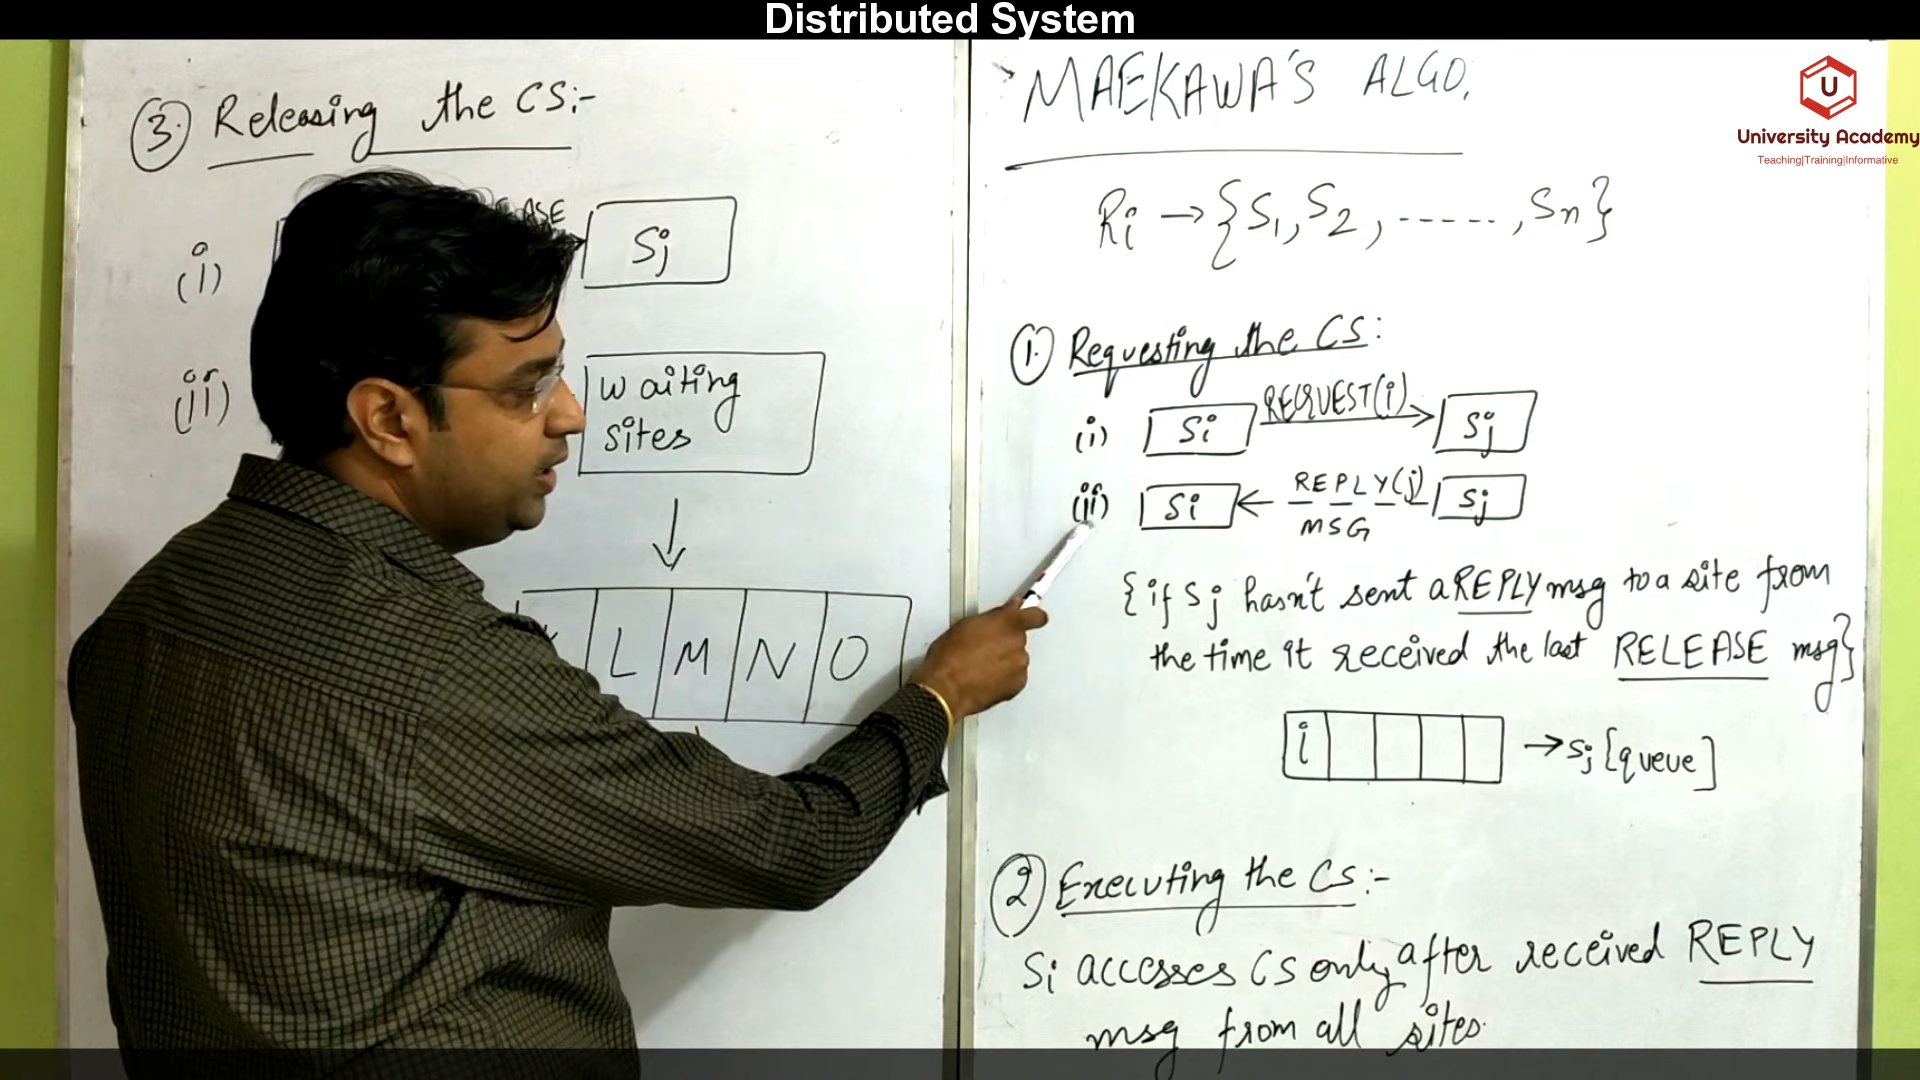 Distributed System
③ Releasing the CS:-
(i) Sj
(ii) Waiting
sites
L M N O
MAEKAWA'S ALGO.
U
University Academy
Teaching|Training|Informative
Ri → {S1, S2, ......, Sn}
①. Requesting the CS:
(i) Si REQUEST(i) → Sj
(ii) Si ← REPLY(j) Sj
MSG
{if Sj hasn't sent a REPLY msg to a site from
the time it received the last RELEASE msg}
i → Sj [queue]
② Executing the CS:-
Si accesses CS only after received REPLY
msg from all sites.